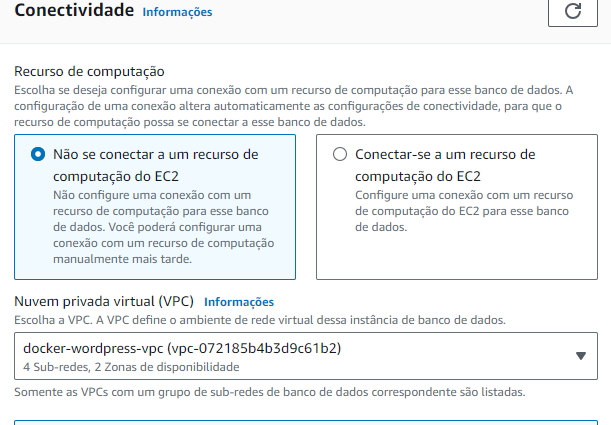 Conectividade Informações
Recurso de computação
Escolha se deseja configurar uma conexão com um recurso de computação para esse banco de dados. A
configuração de uma conexão altera automaticamente as configurações de conectividade, para que o
recurso de computação possa se conectar a esse banco de dados.
Não se conectar a um recurso de
computação do EC2
Não configure uma conexão com um
recurso de computação para esse banco
de dados. Você poderá configurar uma
conexão com um recurso de computação
manualmente mais tarde.
Conectar-se a um recurso de
computação do EC2
Configure uma conexão com um recurso
de computação do EC2 para esse banco
de dados.
Nuvem privada virtual (VPC) Informações
Escolha a VPC. A VPC define o ambiente de rede virtual dessa instância de banco de dados.
docker-wordpress-vpc (vpc-072185b4b3d9c61b2)
4 Sub-redes, 2 Zonas de disponibilidade
Somente as VPCs com um grupo de sub-redes de banco de dados correspondente são listadas.